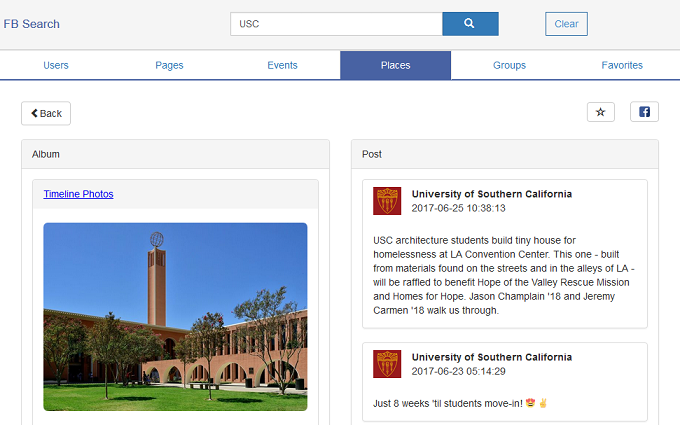 FB Search
USC
Clear
Users
Pages
Events
Places
Groups
Favorites
Back
Album
Timeline Photos
Post
University of Southern California
2017-06-25 10:38:13
USC architecture students build tiny house for
homelessness at LA Convention Center. This one - built
from materials found on the streets and in the alleys of LA -
will be raffled to benefit Hope of the Valley Rescue Mission
and Homes for Hope. Jason Champlain '18 and Jeremy
Carmen '18 walk us through.
University of Southern California
2017-06-23 05:14:29
Just 8 weeks 'til students move-in! 😍✌